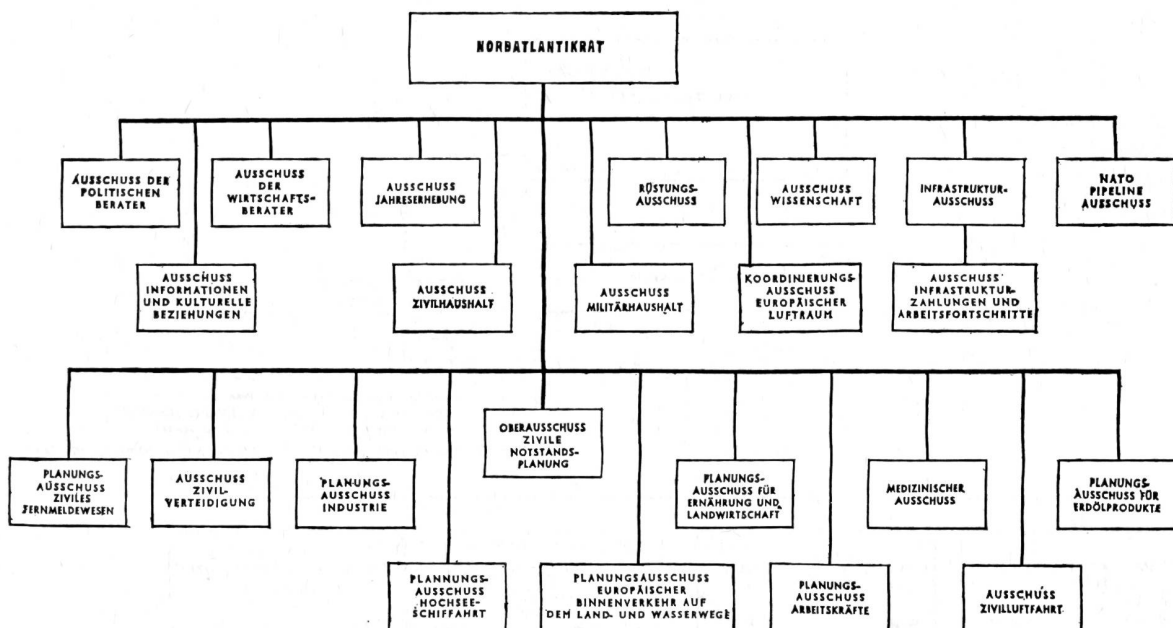 NORBATLANTIKRAT
AUSSCHUSS DER
POLITISCHEN
BERATER
AUSSCHUSS
DER
WIRTSCHAFTS-
BERATER
AUSSCHUSS
JAHRESERHEBUNG
RÜSTUNGS-
AUSSCHUSS
AUSSCHUSS
WISSENSCHAFT
INFRASTRUKTUR-
AUSSCHUSS
NATO
PIPELINE
AUSSCHUSS
AUSSCHUSS
INFORMATIONEN
UND KULTURELLE
BEZIEHUNGEN
AUSSCHUSS
ZIVILHAUSHALT
AUSSCHUSS
MILITÄRHAUSHALT
KOORDINIERUNGS-
AUSSCHUSS
EUROPÄISCHER
LUFTRAUM
AUSSCHUSS
INFRASTRUKTUR-
ZAHLUNGEN UND
ARBEITSFORTSCHRITTE
OBERAUSSCHUSS
ZIVILE
NOTSTANDS-
PLANUNG
PLANUNGS-
AUSSCHUSS
ZIVILES
FERNMELDEWESEN
AUSSCHUSS
ZIVIL-
VERTEIDIGUNG
PLANUNGS-
AUSSCHUSS
INDUSTRIE
PLANUNGS-
AUSSCHUSS FÜR
ERNÄHRUNG UND
LANDWIRTSCHAFT
MEDIZINISCHER
AUSSCHUSS
PLANUNGS-
AUSSCHUSS FÜR
ERDÖLPRODUKTE
PLANNUNGS-
AUSSCHUSS
HOCHSEE-
SCHIFFAHRT
PLANUNGSAUSSCHUSS
EUROPÄISCHER
BINNENVERKEHR AUF
DEM LAND- UND WASSERWEGE
PLANUNGS-
AUSSCHUSS
ARBEITSKRÄFTE
AUSSCHUSS
ZIVILLUFTFAHRT